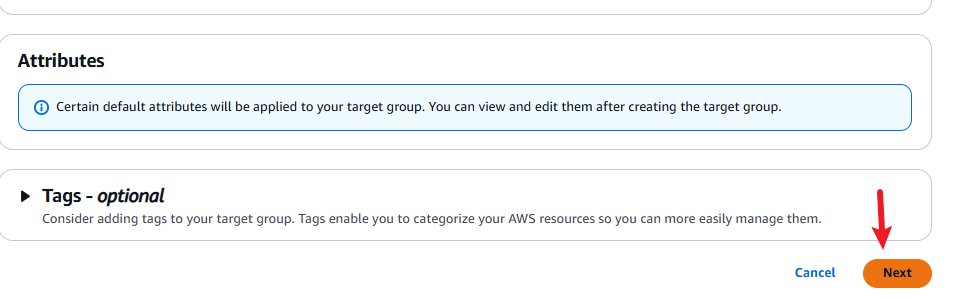 Attributes
Certain default attributes will be applied to your target group. You can view and edit them after creating the target group.
Tags - optional
Consider adding tags to your target group. Tags enable you to categorize your AWS resources so you can more easily manage them.
Cancel Next